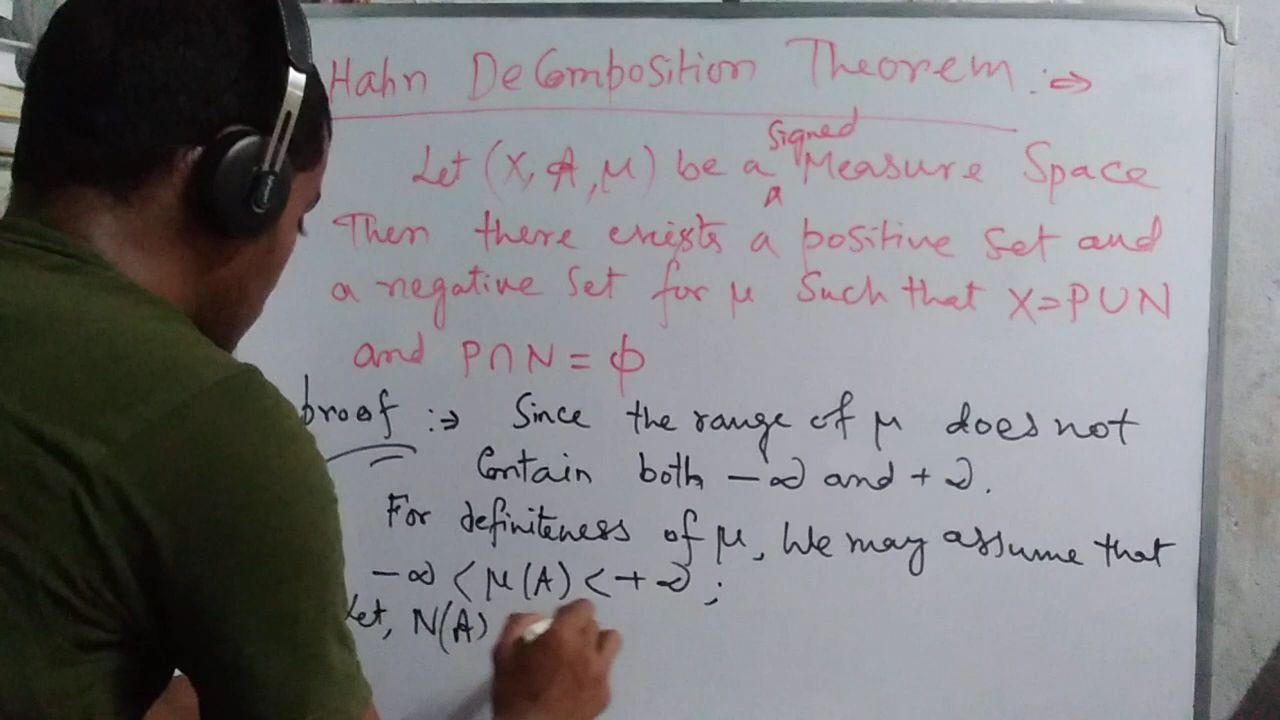 Hahn DeComposition Theorem :⇒
Signed
Let (X, A, μ) be a ^ Measure Space
Then there exists a positive Set and
a negative Set for μ Such that X=P∪N
and P∩N = ϕ
proof :⇒ Since the range of μ does not
Contain both -∞ and +∞.
For definiteness of μ, We may assume that
-∞ < μ(A) < +∞ ;
Let, N(A)